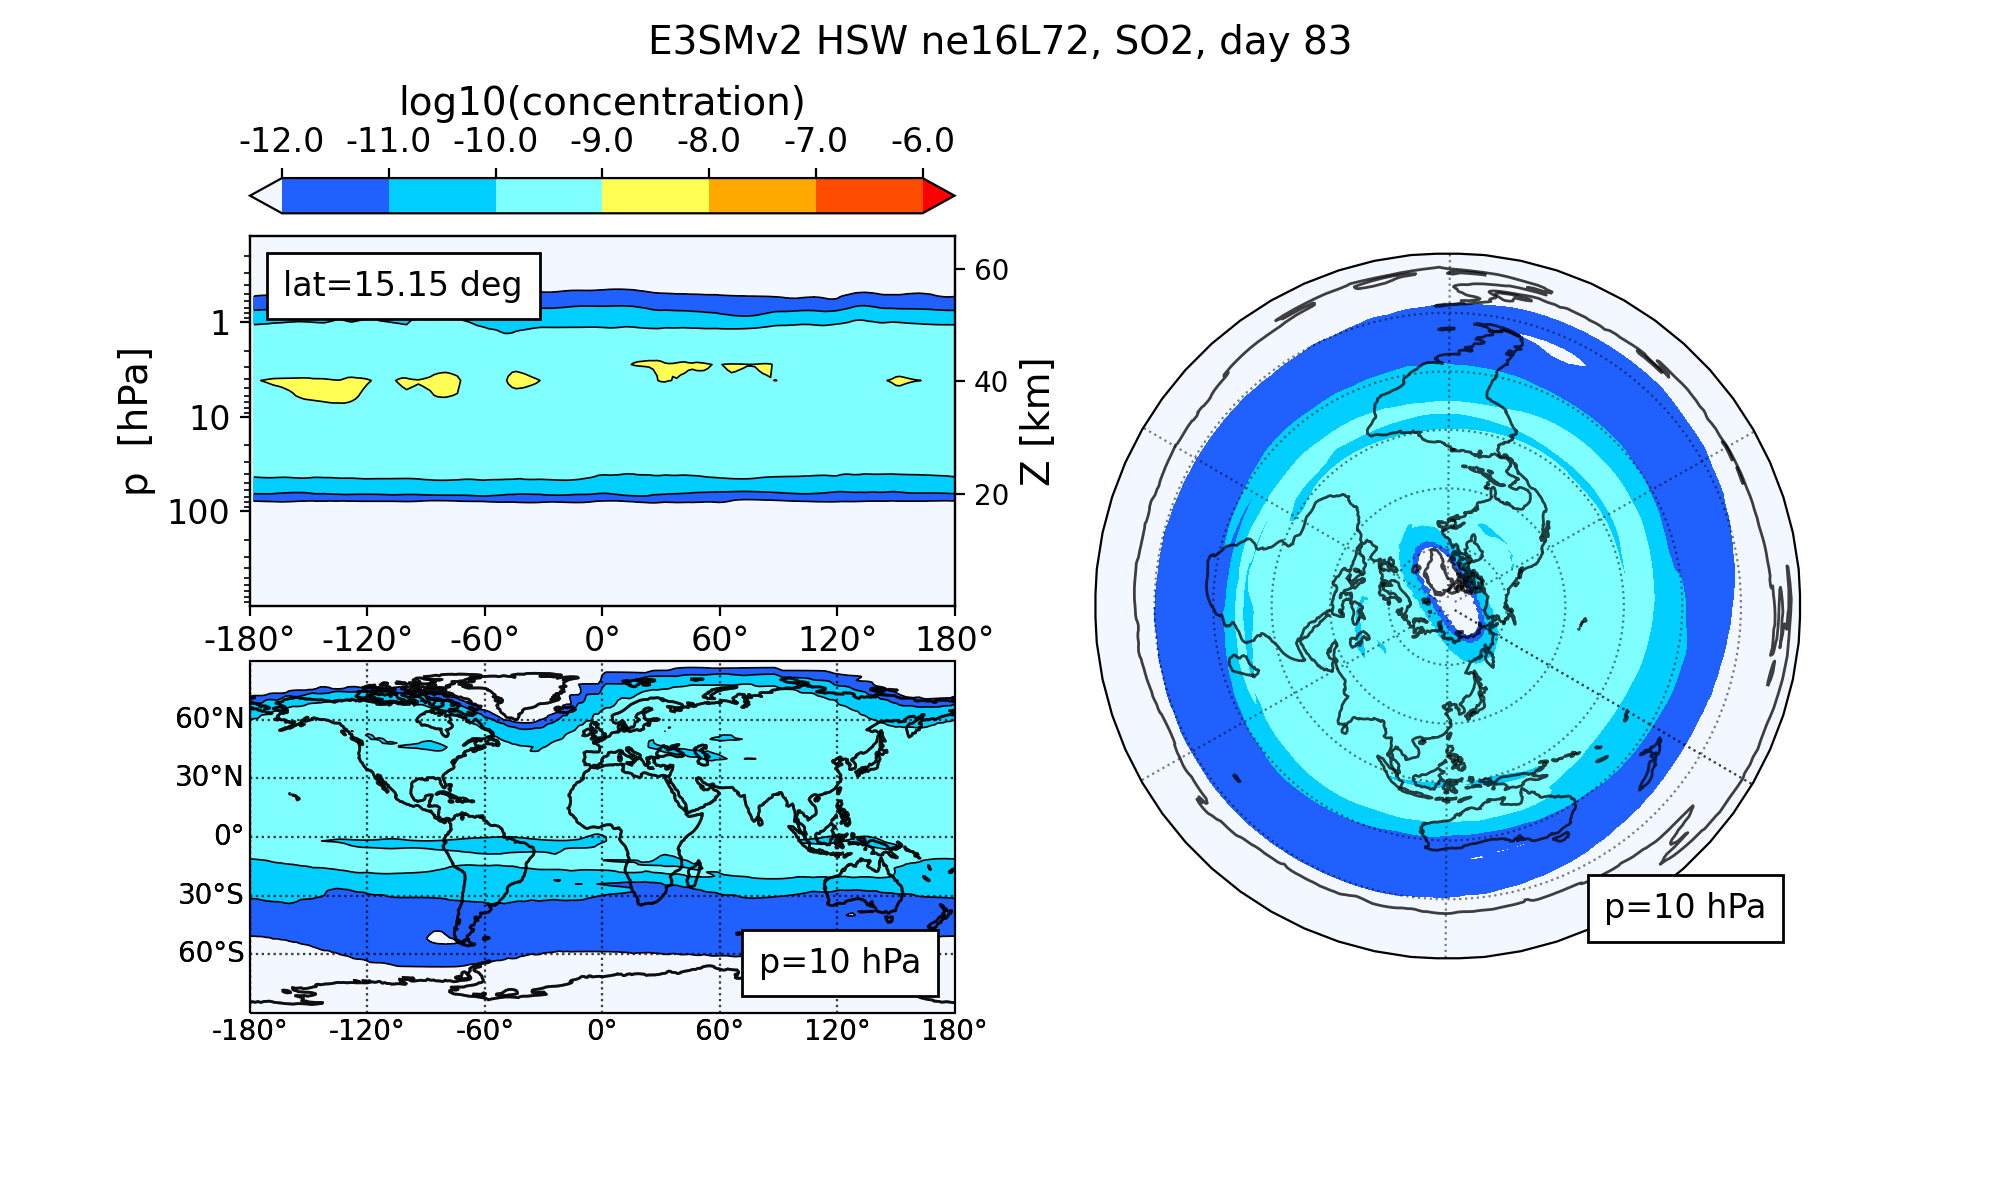 E3SMv2 HSW ne16L72, SO2, day 83
log10(concentration)
-12.0 -11.0 -10.0 -9.0 -8.0 -7.0 -6.0
lat=15.15 deg
p [hPa]
1
10
100
Z [km]
60
40
20
-180° -120° -60° 0° 60° 120° 180°
60°N
30°N
0°
30°S
60°S
p=10 hPa
-180° -120° -60° 0° 60° 120° 180°
p=10 hPa